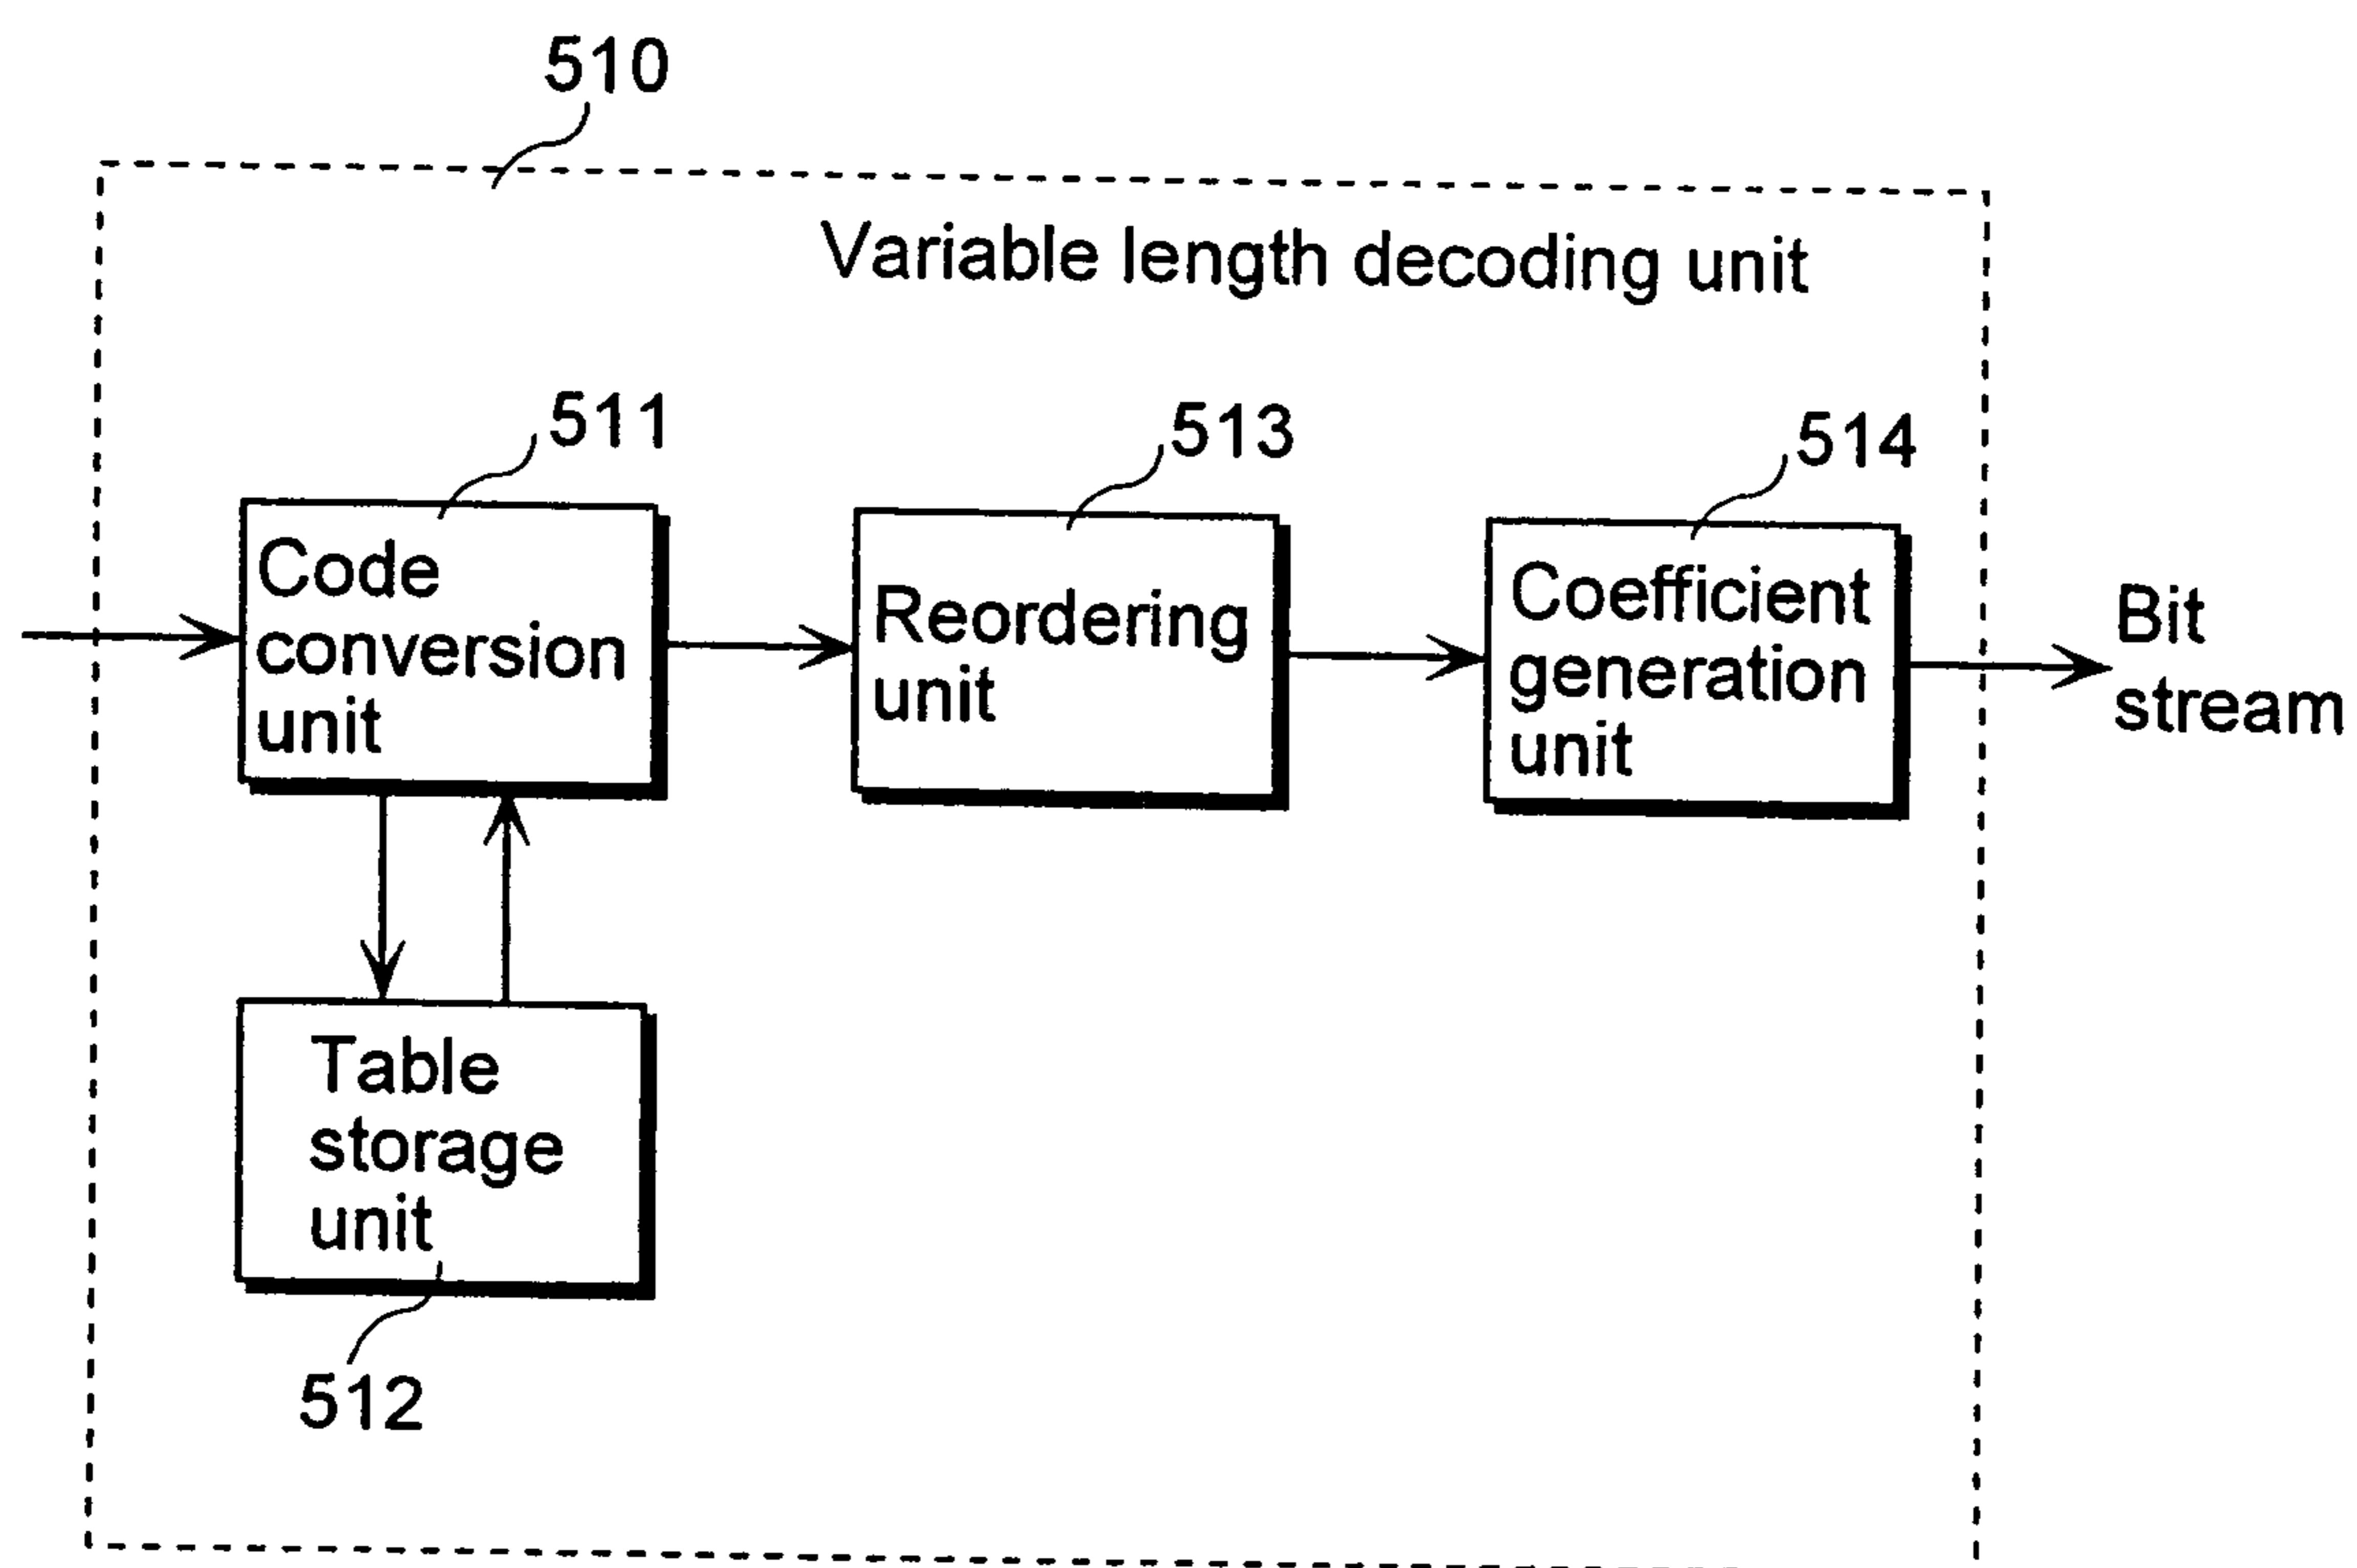 510
Variable length decoding unit
511
513
514
Code
conversion
unit
Reordering
unit
Coefficient
generation
unit
Bit
stream
Table
storage
unit
512